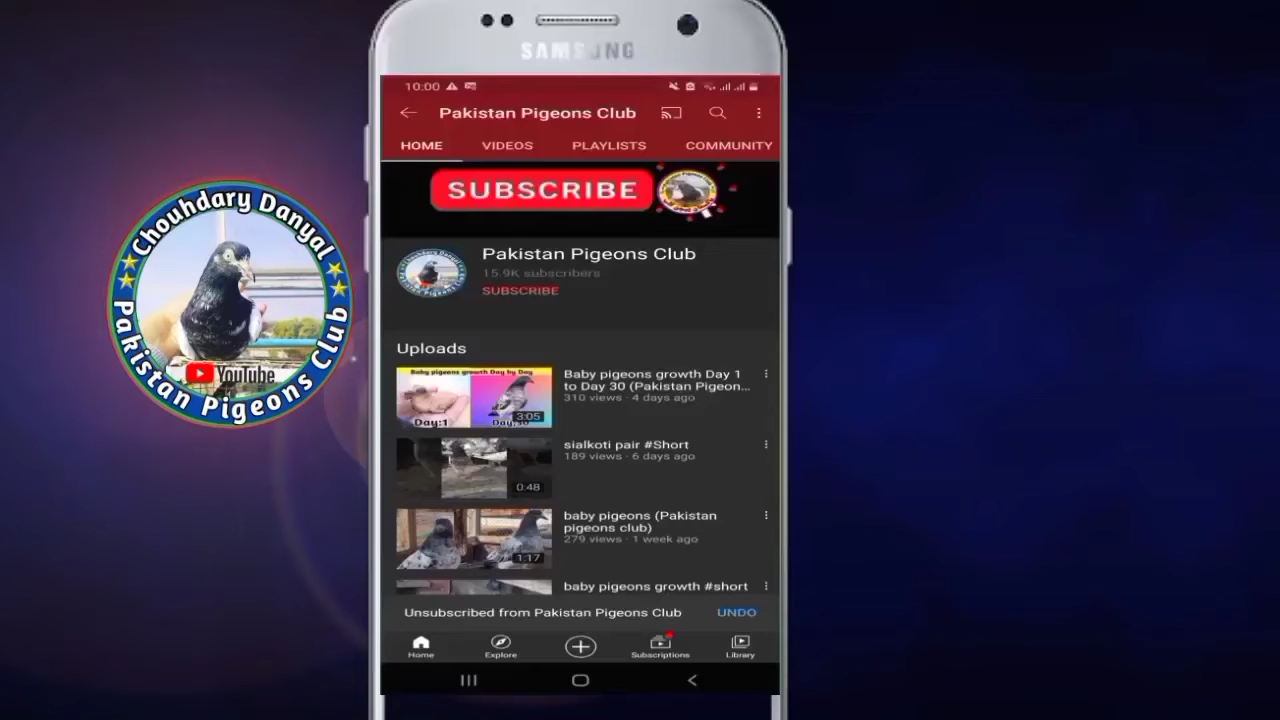 Chouhdary Danyal
Pakistan Pigeons Club
YouTube
SAMSUNG
10:00
Pakistan Pigeons Club
HOME VIDEOS PLAYLISTS COMMUNITY
SUBSCRIBE
Pakistan Pigeons Club
15.9K subscribers
SUBSCRIBE
Uploads
Baby pigeons growth Day by Day
Day:1 Day:30
3:05
Baby pigeons growth Day 1
to Day 30 (Pakistan Pigeon...
310 views · 4 days ago
0:48
sialkoti pair #Short
189 views · 6 days ago
1:17
baby pigeons (Pakistan
pigeons club)
279 views · 1 week ago
baby pigeons growth #short
Unsubscribed from Pakistan Pigeons Club UNDO
Home Explore Subscriptions Library